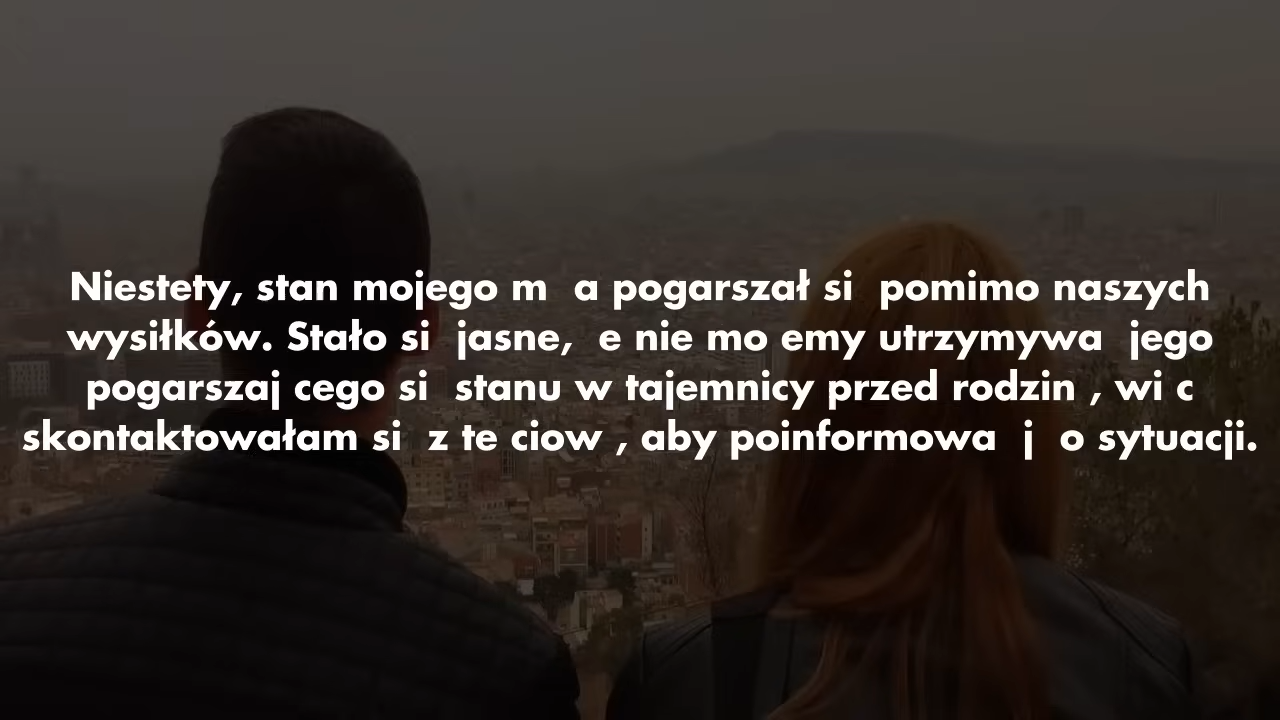 Niestety, stan mojego m  a pogarszał si  pomimo naszych
wysiłków. Stało si  jasne,  e nie mo emy utrzymywa  jego
pogarszaj cego si  stanu w tajemnicy przed rodzin , wi c
skontaktowałam si  z te ciow , aby poinformowa  j  o sytuacji.